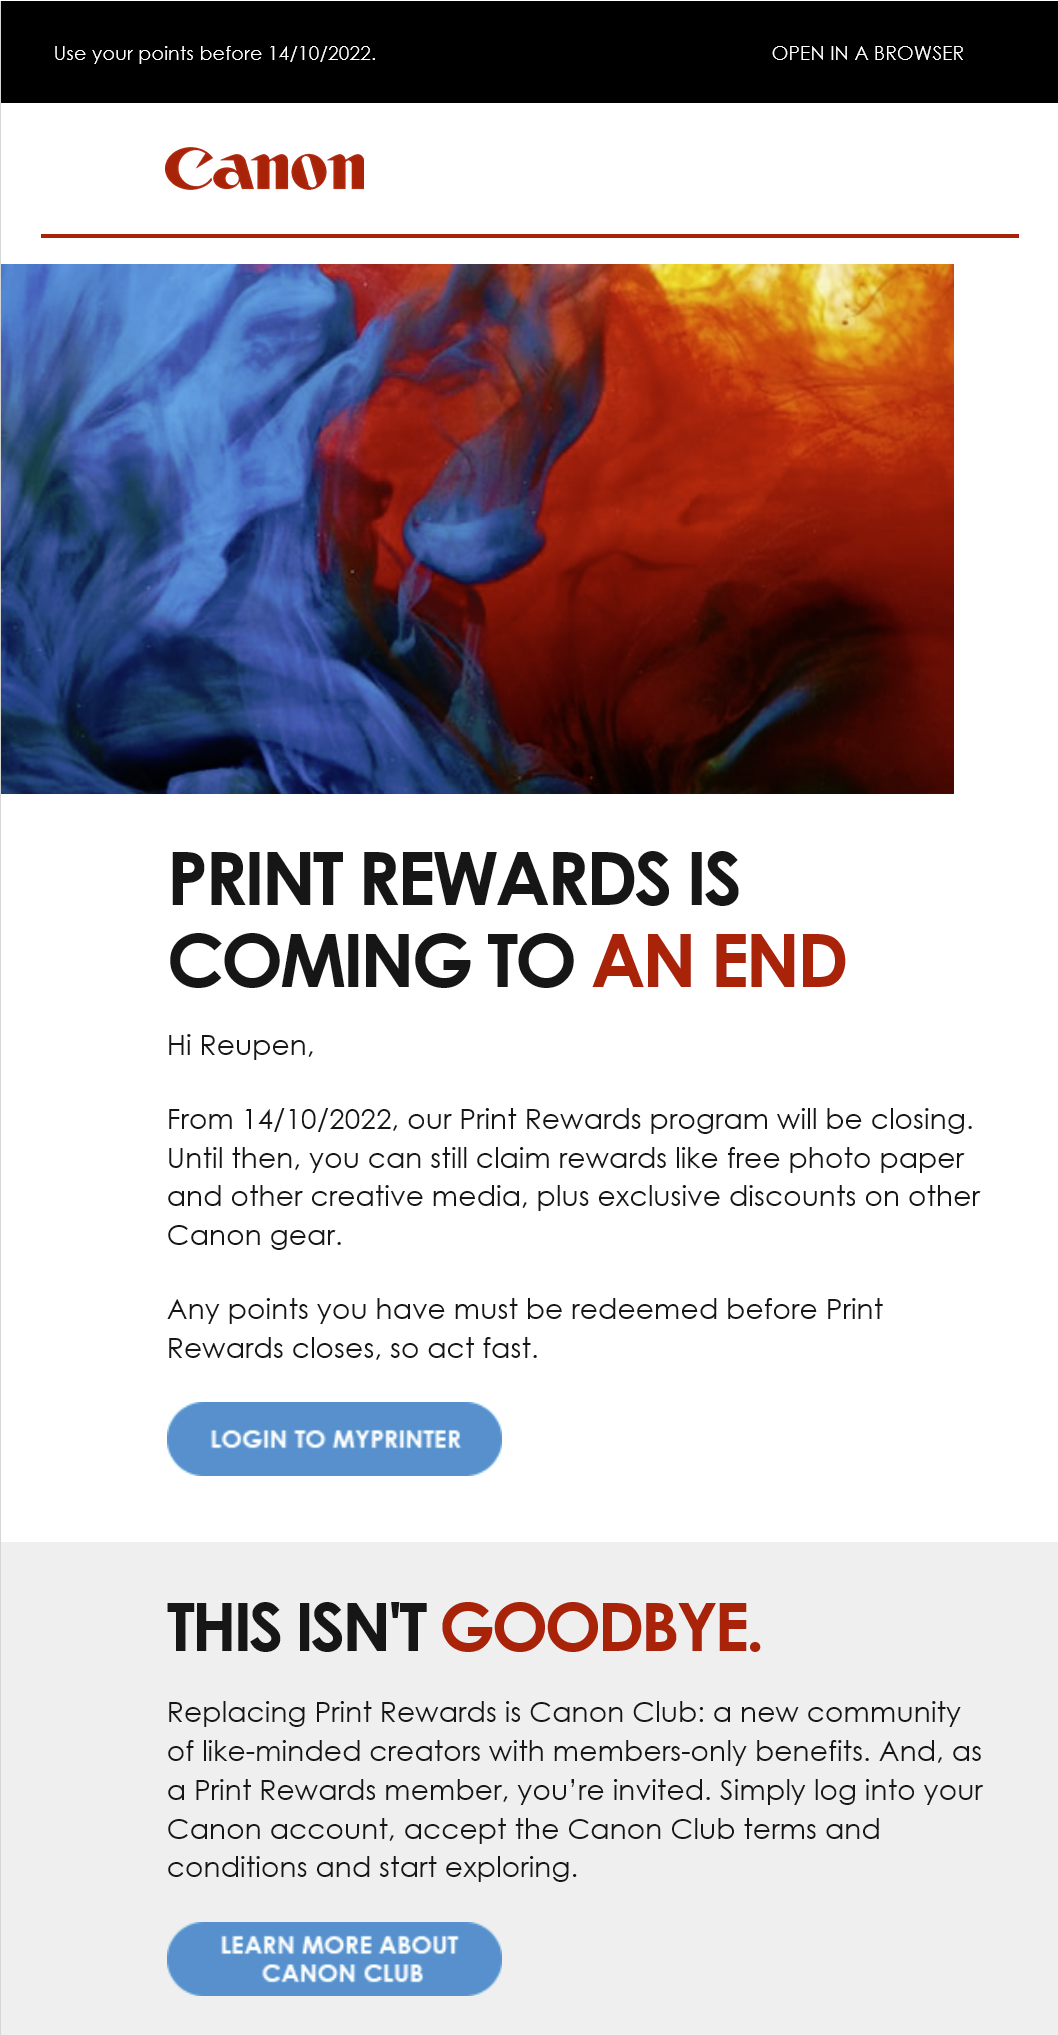 Use your points before 14/10/2022.
OPEN IN A BROWSER
Canon
PRINT REWARDS IS
COMING TO AN END
Hi Reupen,
From 14/10/2022, our Print Rewards program will be closing.
Until then, you can still claim rewards like free photo paper
and other creative media, plus exclusive discounts on other
Canon gear.
Any points you have must be redeemed before Print
Rewards closes, so act fast.
LOGIN TO MYPRINTER
THIS ISN'T GOODBYE.
Replacing Print Rewards is Canon Club: a new community
of like-minded creators with members-only benefits. And, as
a Print Rewards member, you’re invited. Simply log into your
Canon account, accept the Canon Club terms and
conditions and start exploring.
LEARN MORE ABOUT
CANON CLUB